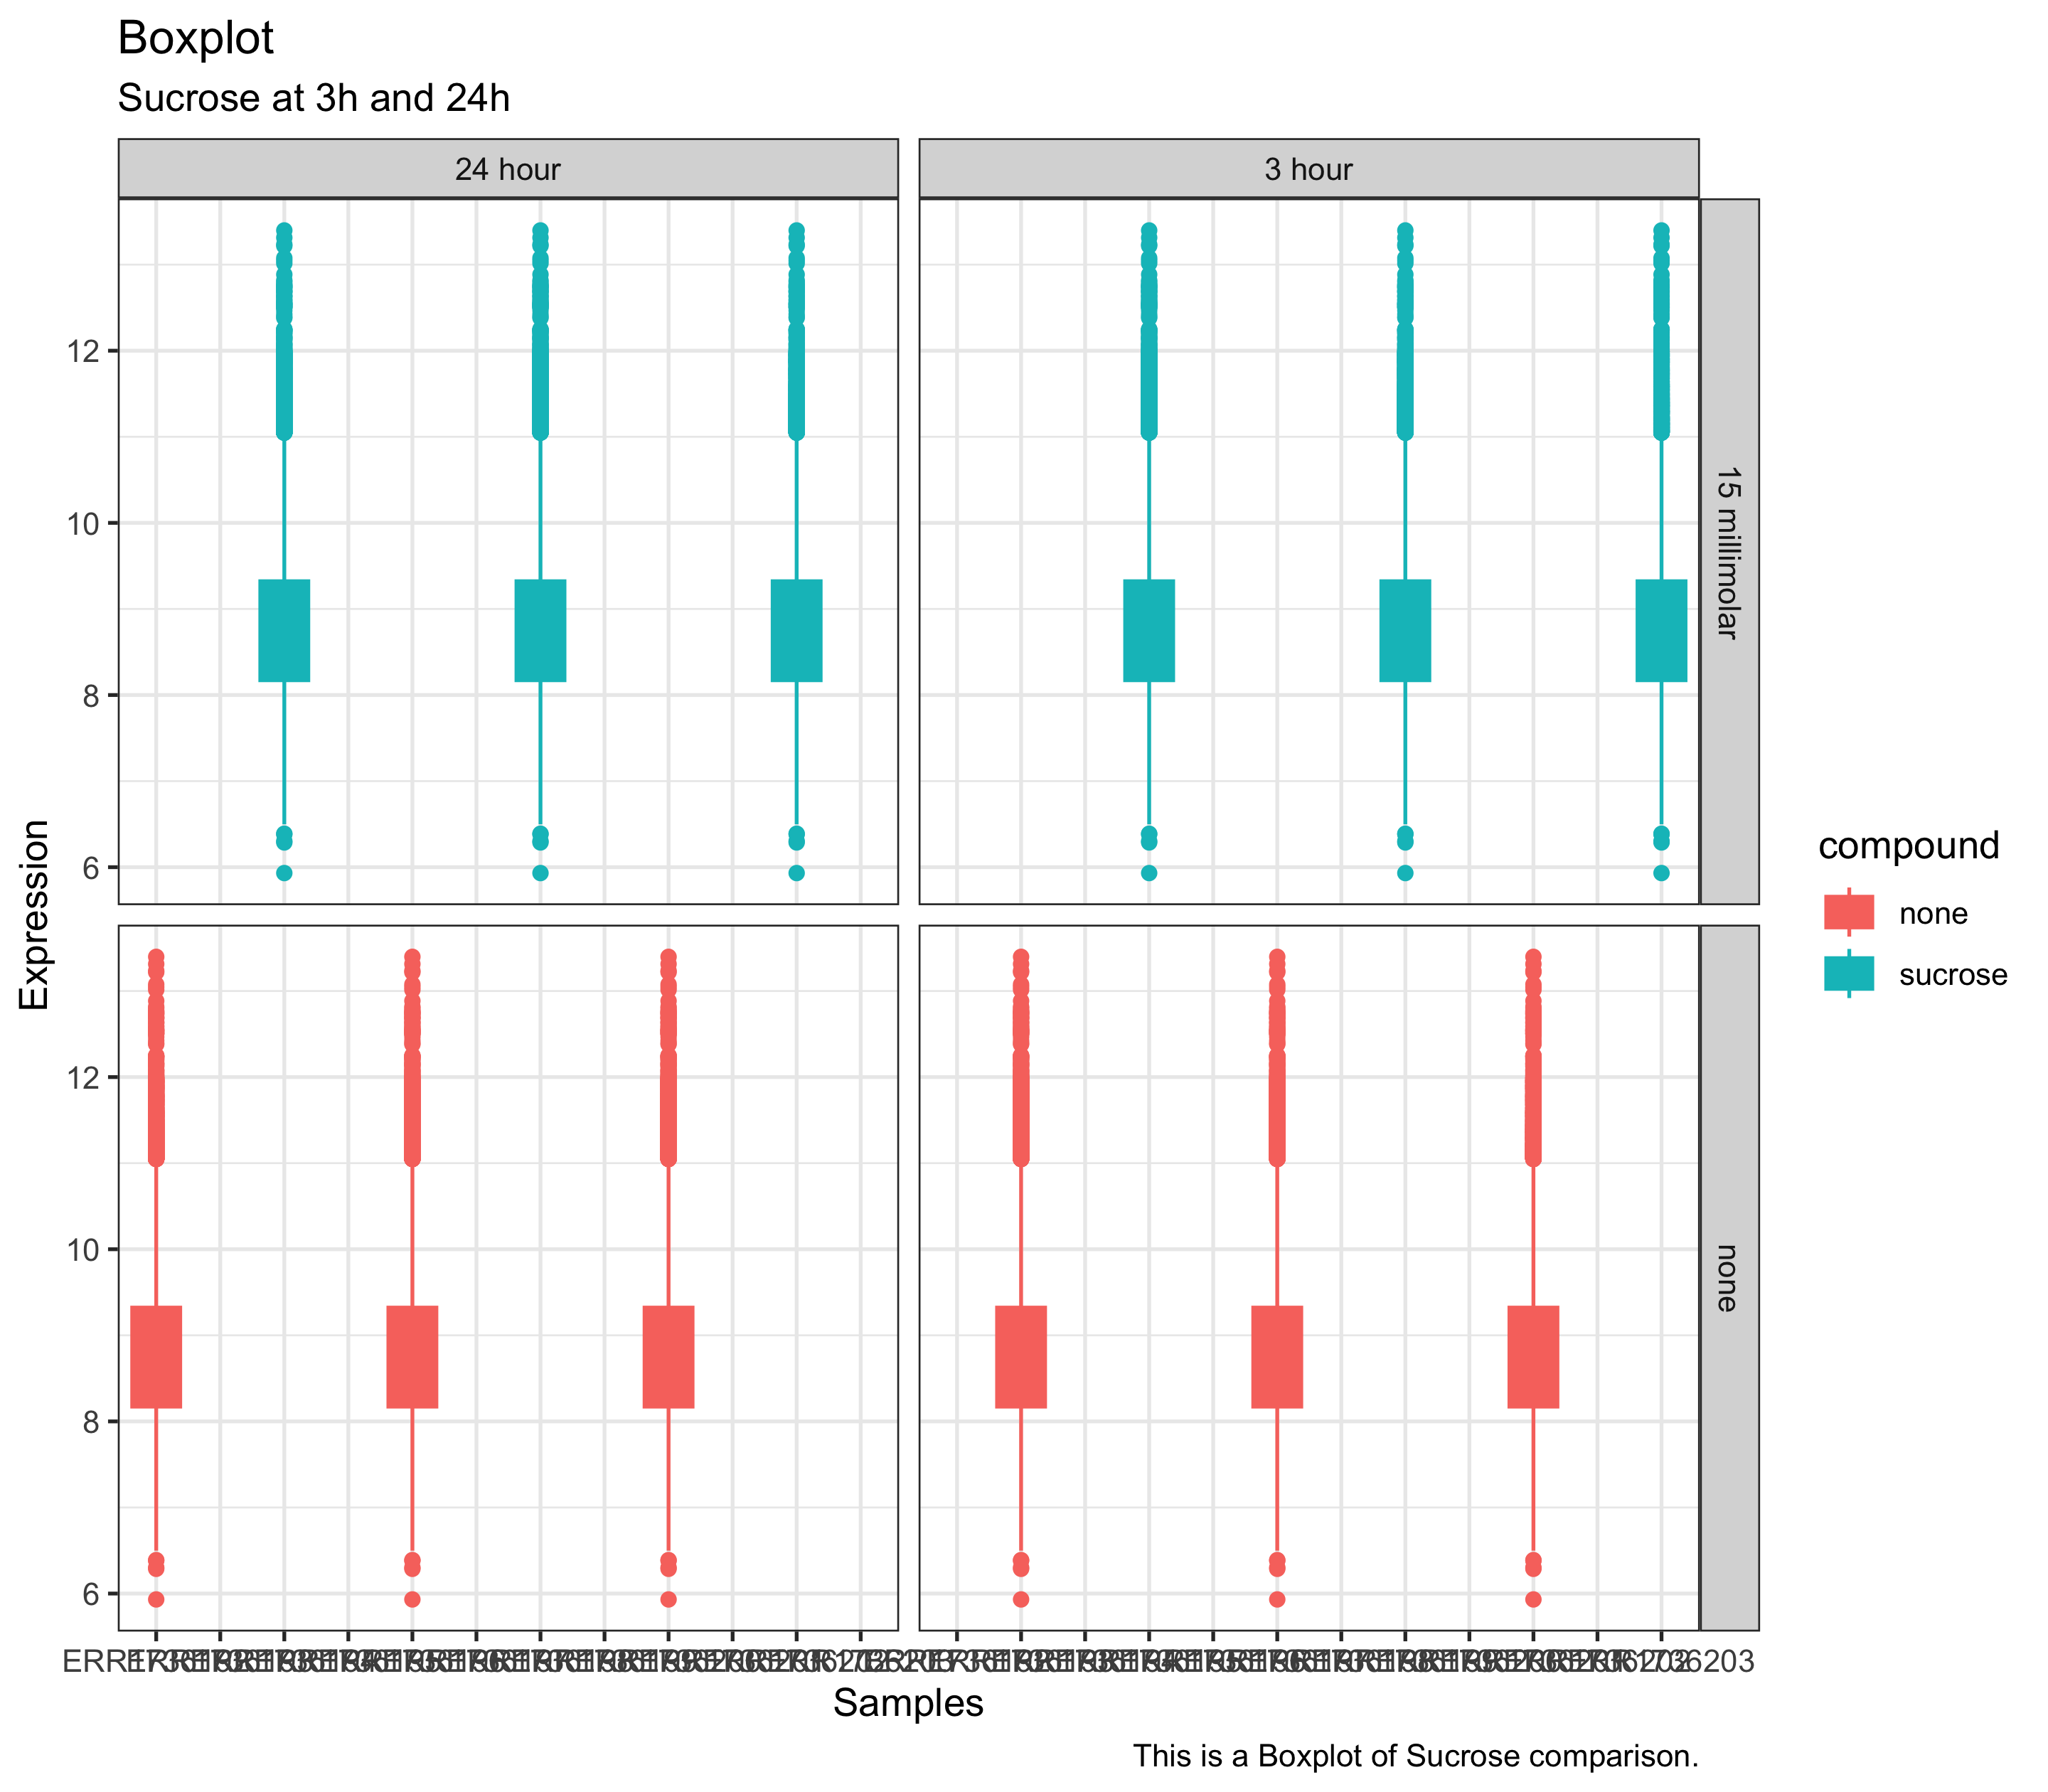 Boxplot
Sucrose at 3h and 24h
24 hour
3 hour
15 millimolar
12
10
8
6
none
12
10
8
6
Expression
compound
none
sucrose
Samples
This is a Boxplot of Sucrose comparison.